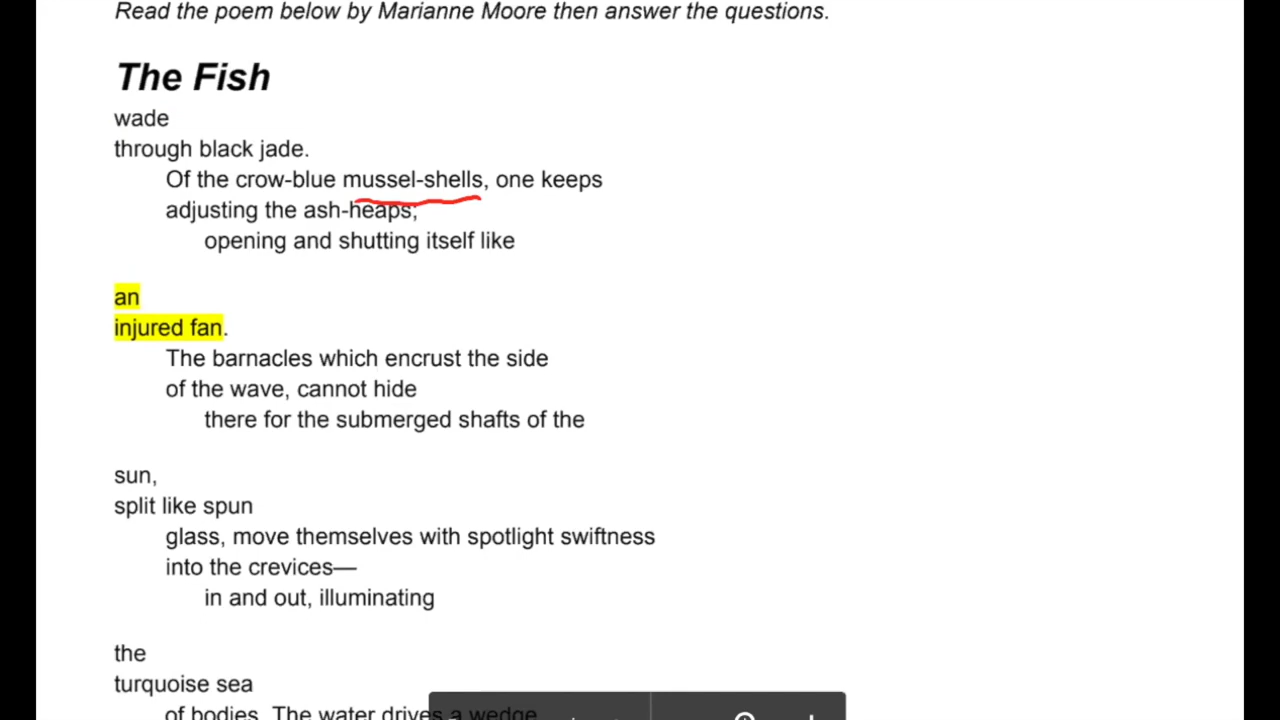 Read the poem below by Marianne Moore then answer the questions.
The Fish
wade
through black jade.
Of the crow-blue mussel-shells, one keeps
adjusting the ash-heaps;
opening and shutting itself like
an
injured fan.
The barnacles which encrust the side
of the wave, cannot hide
there for the submerged shafts of the
sun,
split like spun
glass, move themselves with spotlight swiftness
into the crevices—
in and out, illuminating
the
turquoise sea
of bodies. The water drives a wedge